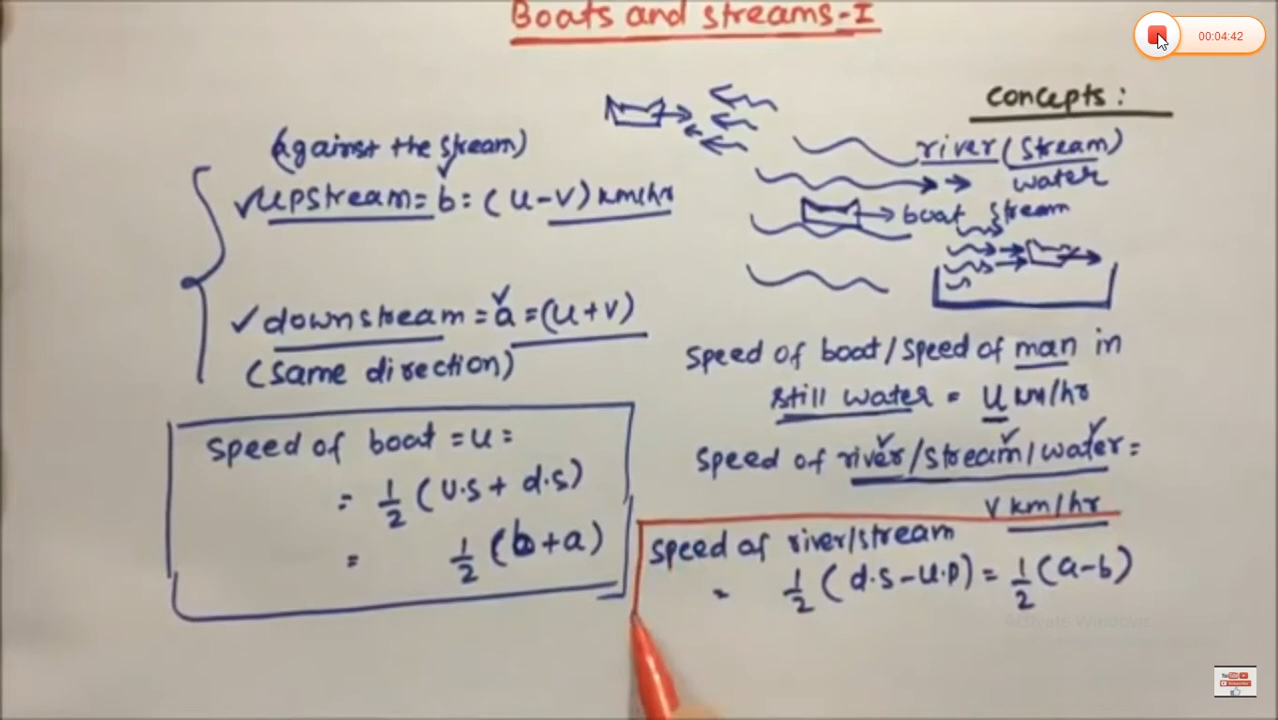 Boats and streams-I
00:04:42
Concepts:
(Against the stream)
✓Upstream = b = (u-v) km/hr
✓downstream = a = (u+v)
(same direction)
speed of boat = u =
= 1/2 (U.S + d.s)
= 1/2 (b+a)
river (stream)
water
boat stream
speed of boat/speed of man in
still water = u km/hr
speed of river/stream/water =
v km/hr
speed of river/stream
= 1/2 (d.s-u.p) = 1/2 (a-b)
Activate Windows